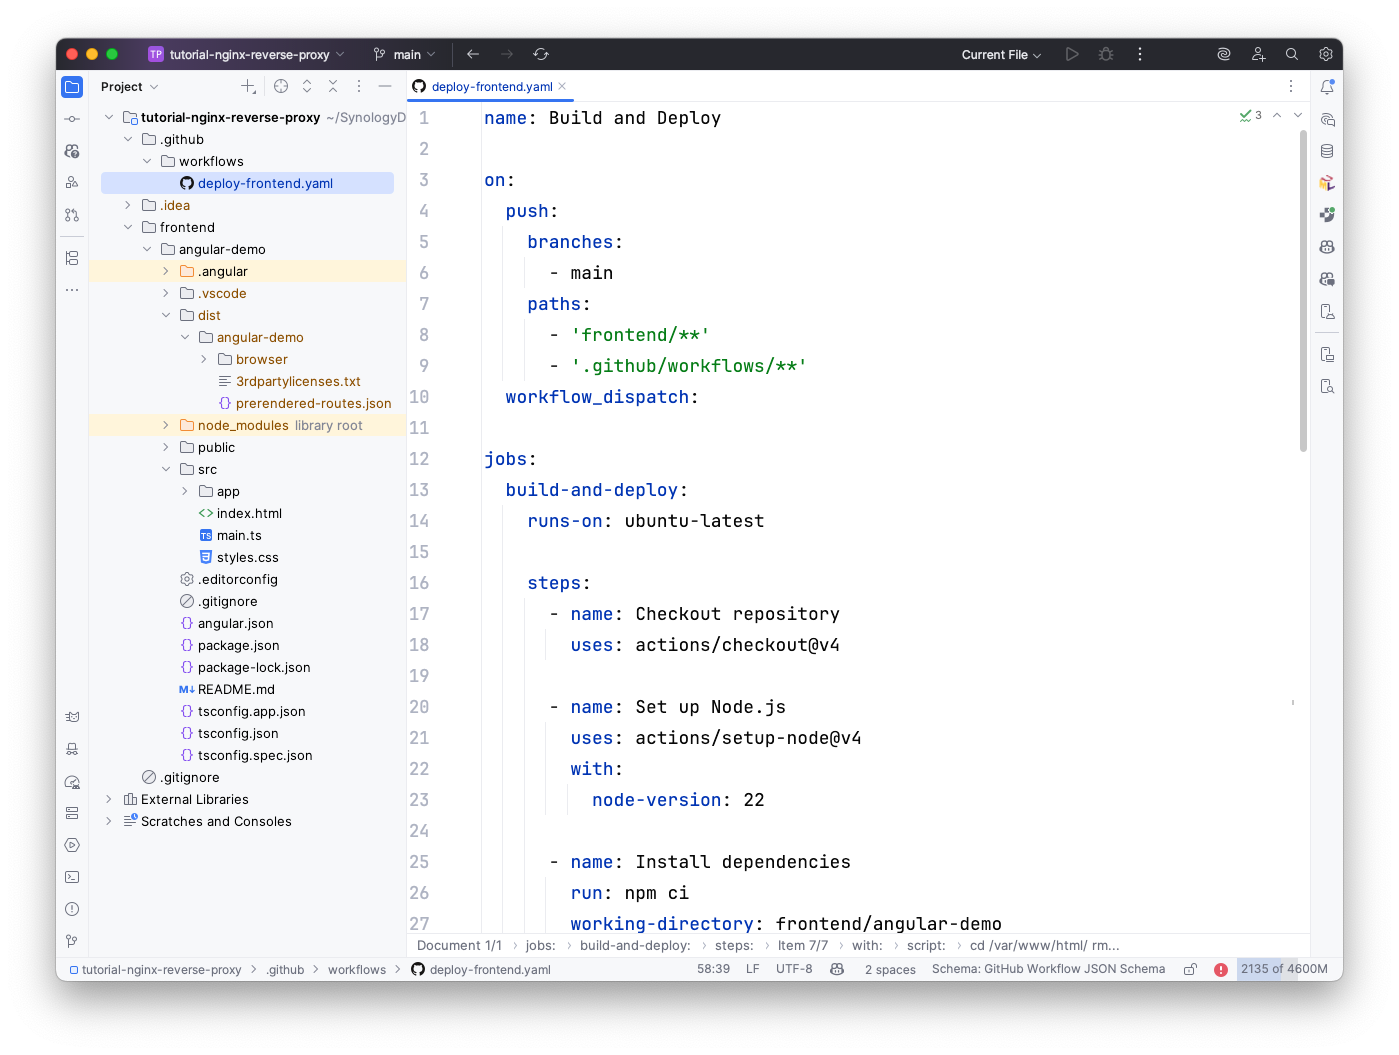 TP tutorial-nginx-reverse-proxy main Current File
Project
deploy-frontend.yaml
tutorial-nginx-reverse-proxy ~/SynologyD
.github
workflows
deploy-frontend.yaml
.idea
frontend
angular-demo
.angular
.vscode
dist
angular-demo
browser
3rdpartylicenses.txt
prerendered-routes.json
node_modules library root
public
src
app
index.html
TS main.ts
styles.css
.editorconfig
.gitignore
angular.json
package.json
package-lock.json
M↓ README.md
tsconfig.app.json
tsconfig.json
tsconfig.spec.json
.gitignore
External Libraries
Scratches and Consoles
3
1 name: Build and Deploy
2
3 on:
4 push:
5 branches:
6 - main
7 paths:
8 - 'frontend/**'
9 - '.github/workflows/**'
10 workflow_dispatch:
11
12 jobs:
13 build-and-deploy:
14 runs-on: ubuntu-latest
15
16 steps:
17 - name: Checkout repository
18 uses: actions/checkout@v4
19
20 - name: Set up Node.js
21 uses: actions/setup-node@v4
22 with:
23 node-version: 22
24
25 - name: Install dependencies
26 run: npm ci
27 working-directory: frontend/angular-demo
Document 1/1 › jobs: › build-and-deploy: › steps: › Item 7/7 › with: › script: › cd /var/www/html/ rm...
tutorial-nginx-reverse-proxy › .github › workflows › deploy-frontend.yaml 58:39 LF UTF-8 2 spaces Schema: GitHub Workflow JSON Schema 2135 of 4600M